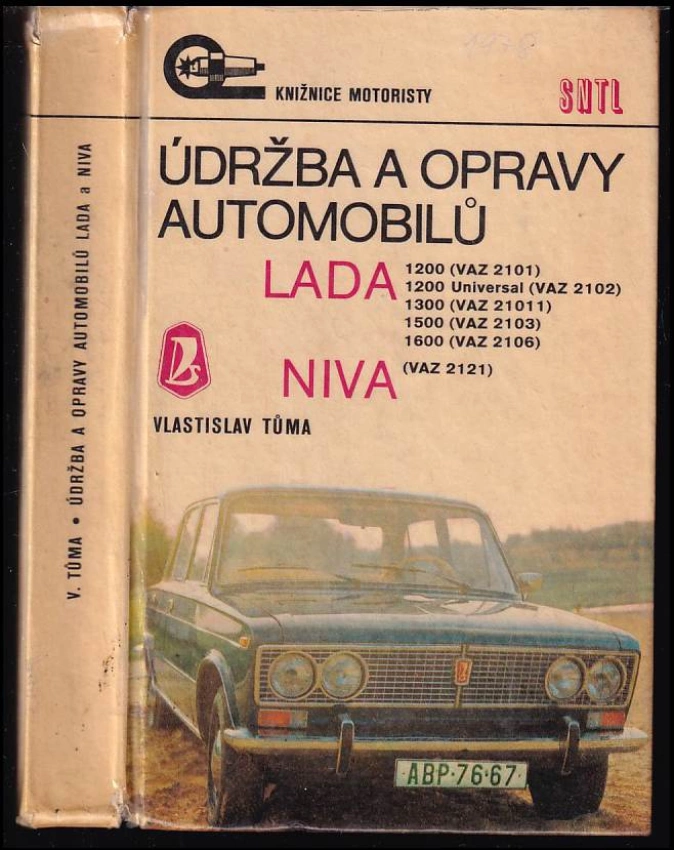 KNIŽNICE MOTORISTY
SNTL
ÚDRŽBA A OPRAVY
AUTOMOBILŮ
LADA
1200 (VAZ 2101)
1200 Universal (VAZ 2102)
1300 (VAZ 21011)
1500 (VAZ 2103)
1600 (VAZ 2106)
NIVA
(VAZ 2121)
VLASTISLAV TŮMA
ABP·76-67
V. TŮMA • ÚDRŽBA A OPRAVY AUTOMOBILŮ LADA a NIVA